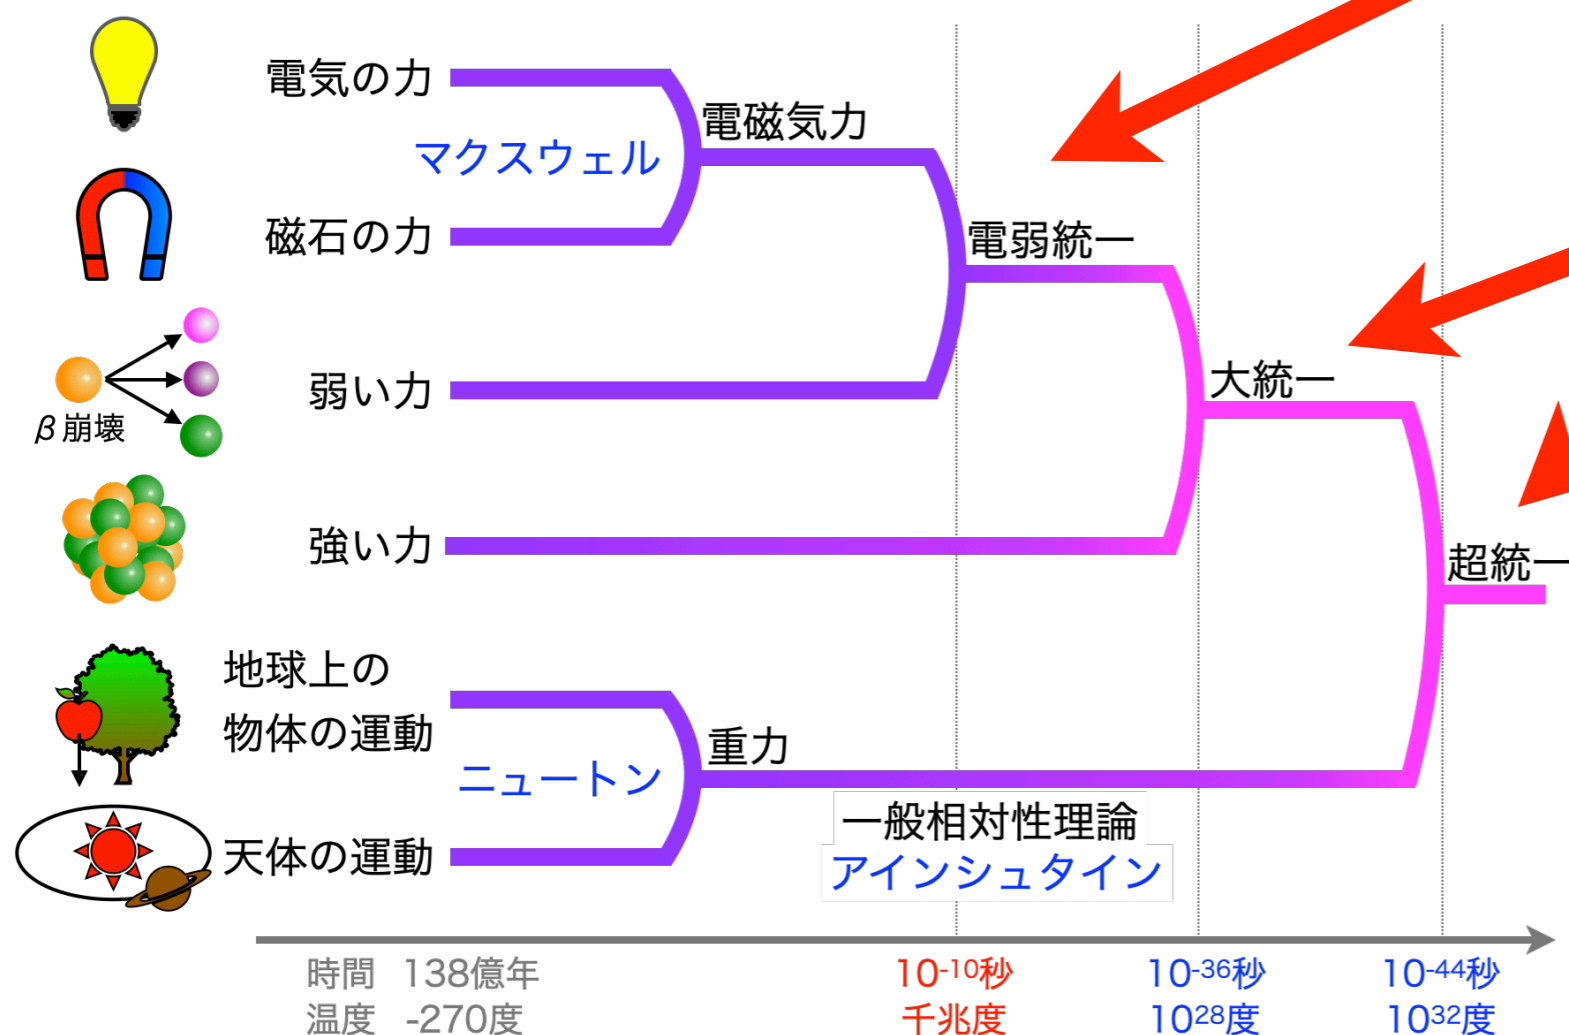 電気の力
マクスウェル
電磁気力
磁石の力
電弱統一
β崩壊
弱い力
大統一
強い力
超統一
地球上の
物体の運動
ニュートン
重力
天体の運動
一般相対性理論
アインシュタイン
時間 138億年 10-10秒 10-36秒 10-44秒
温度 -270度 千兆度 1028度 1032度